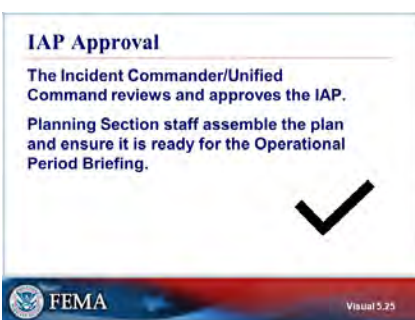 IAP Approval
The Incident Commander/Unified
Command reviews and approves the IAP.
Planning Section staff assemble the plan
and ensure it is ready for the Operational
Period Briefing.
FEMA
Visual 5.25